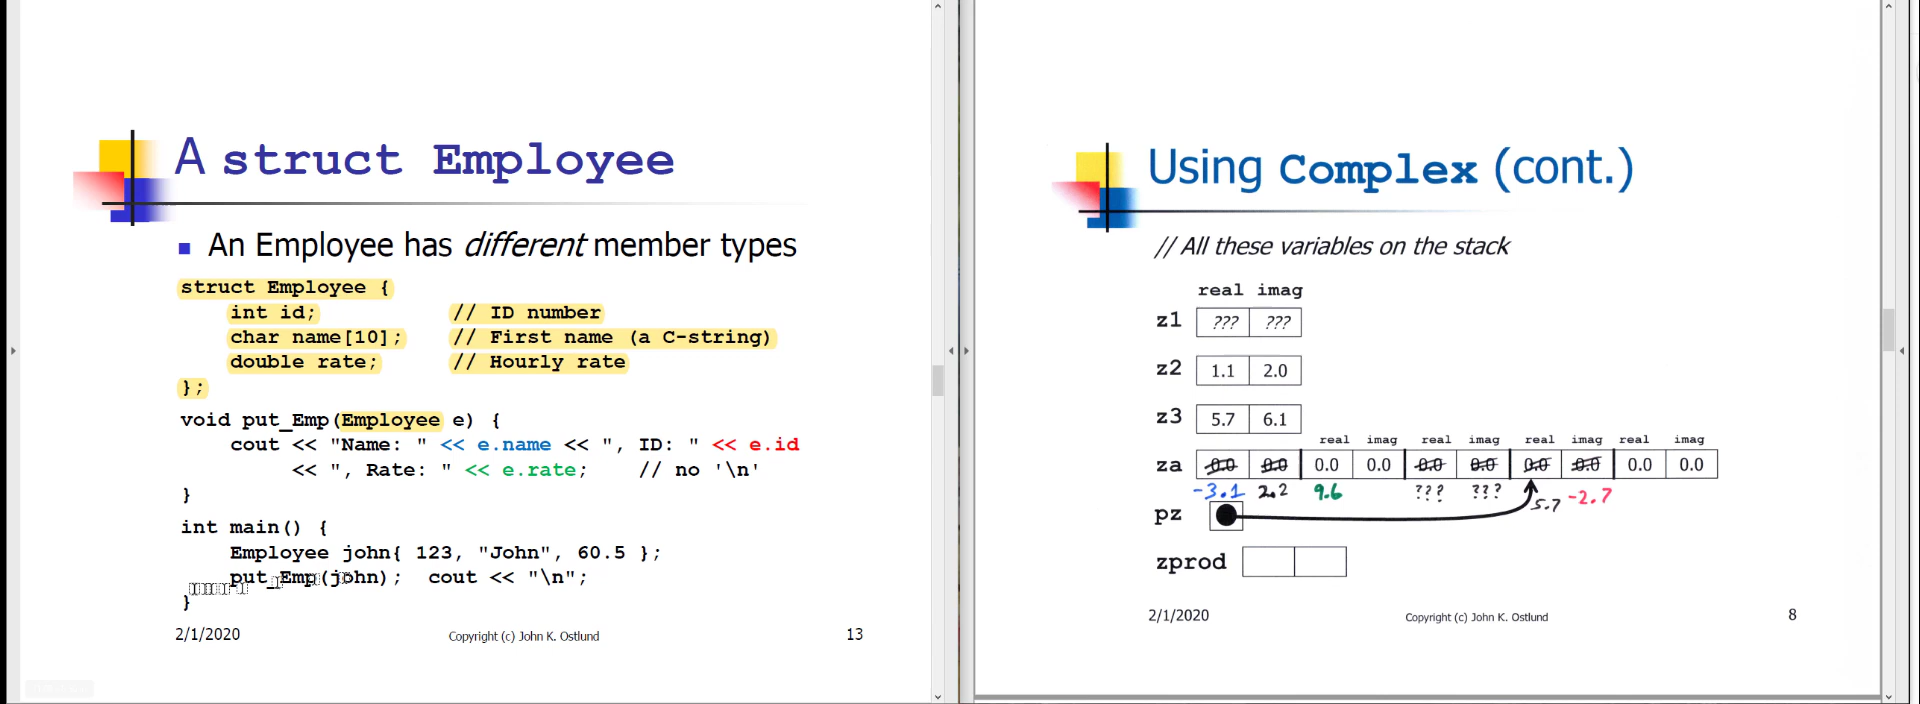 A struct Employee
An Employee has different member types
struct Employee {
int id; // ID number
char name[10]; // First name (a C-string)
double rate; // Hourly rate
};
void put_Emp(Employee e) {
cout << "Name: " << e.name << ", ID: " << e.id
<< ", Rate: " << e.rate; // no '\n'
}
int main() {
Employee john{ 123, "John", 60.5 };
put_Emp(john); cout << "\n";
}
2/1/2020 Copyright (c) John K. Ostlund 13
Using Complex (cont.)
// All these variables on the stack
real imag
z1 ??? ???
z2 1.1 2.0
z3 5.7 6.1
real imag real imag real imag real imag
za 0.0 0.0 0.0 0.0 0.0 0.0 0.0 0.0 0.0 0.0
-3.1 2.2 9.6 ??? ??? 5.7 -2.7
pz
zprod
2/1/2020 Copyright (c) John K. Ostlund 8